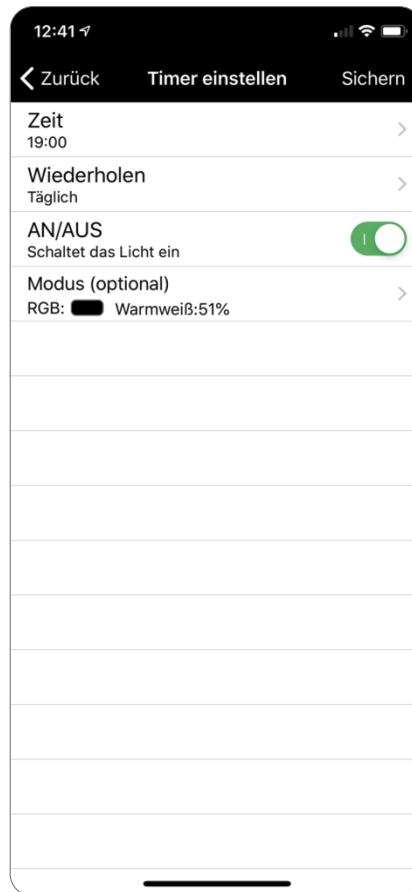 12:41
Zurück Timer einstellen Sichern
Zeit
19:00
Wiederholen
Täglich
AN/AUS
Schaltet das Licht ein
Modus (optional)
RGB: Warmweiß:51%